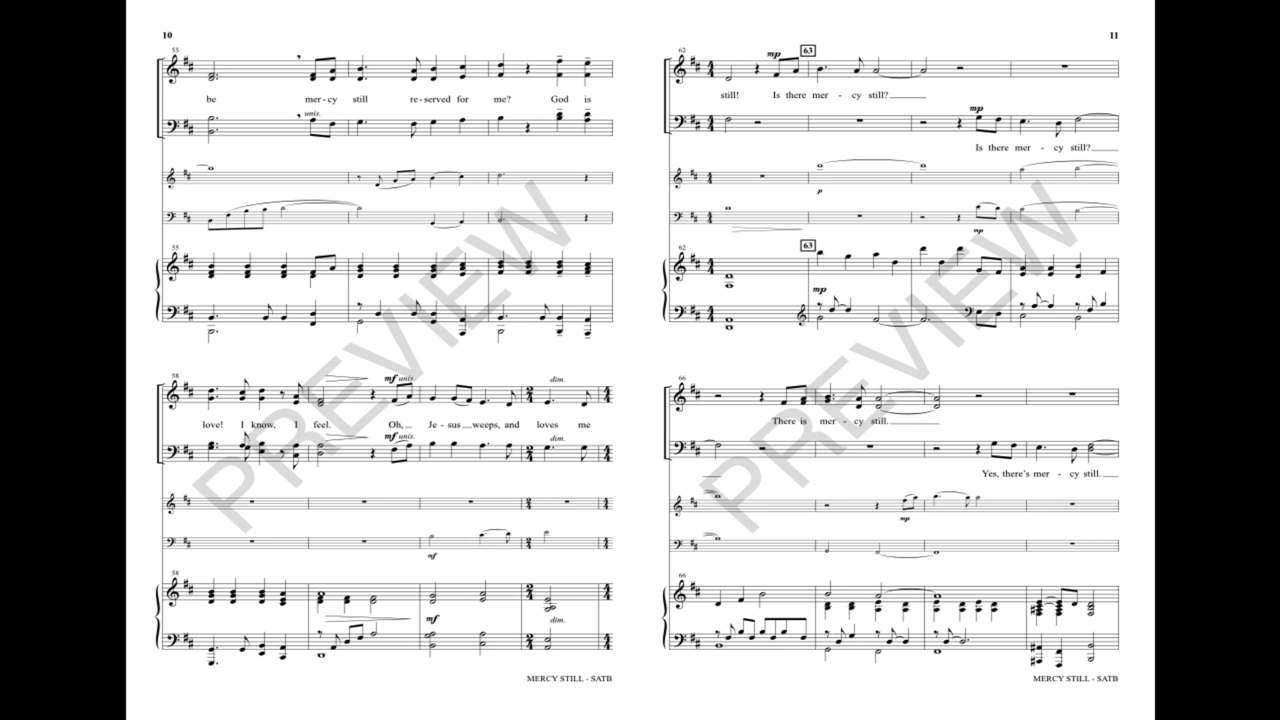 10
55
be mer - cy still re - served for me? God is
unis.
55
58
mf unis.
dim.
love! I know, I feel. Oh, Je - sus weeps, and loves me
mf unis.
dim.
mf
58
mf
dim.
MERCY STILL - SATB
11
62
mp
63
still! Is there mer - cy still?
mp
Is there mer - cy still?
p
mp
62
63
mp
66
There is mer - cy still.
Yes, there's mer - cy still.
mp
66
MERCY STILL - SATB
PREVIEW
PREVIEW